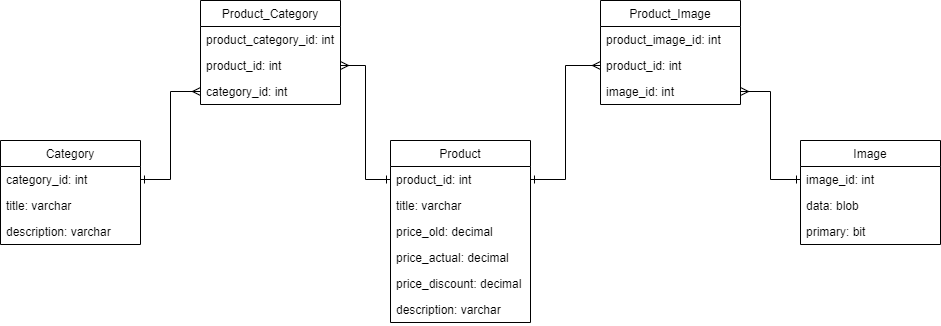 Product_Category
product_category_id: int
product_id: int
category_id: int
Product_Image
product_image_id: int
product_id: int
image_id: int
Category
category_id: int
title: varchar
description: varchar
Product
product_id: int
title: varchar
price_old: decimal
price_actual: decimal
price_discount: decimal
description: varchar
Image
image_id: int
data: blob
primary: bit